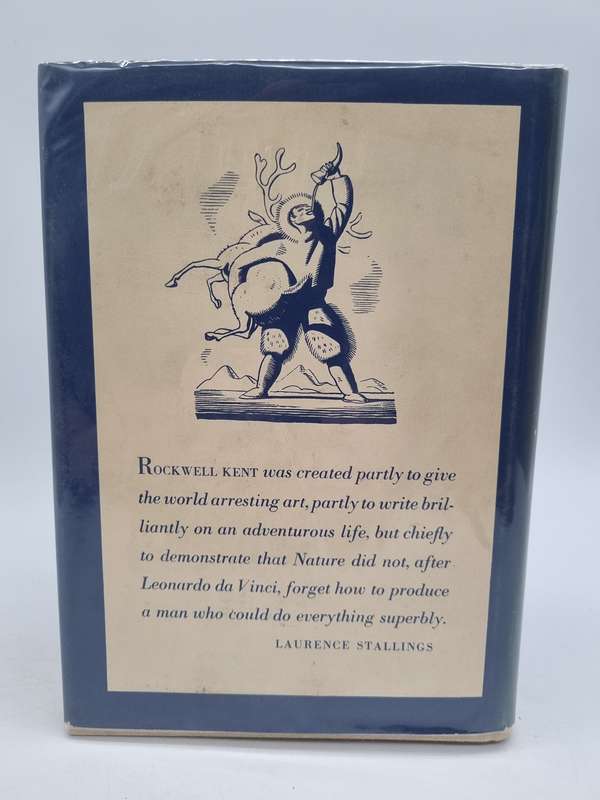 ROCKWELL KENT was created partly to give
the world arresting art, partly to write bril-
liantly on an adventurous life, but chiefly
to demonstrate that Nature did not, after
Leonardo da Vinci, forget how to produce
a man who could do everything superbly.
LAURENCE STALLINGS